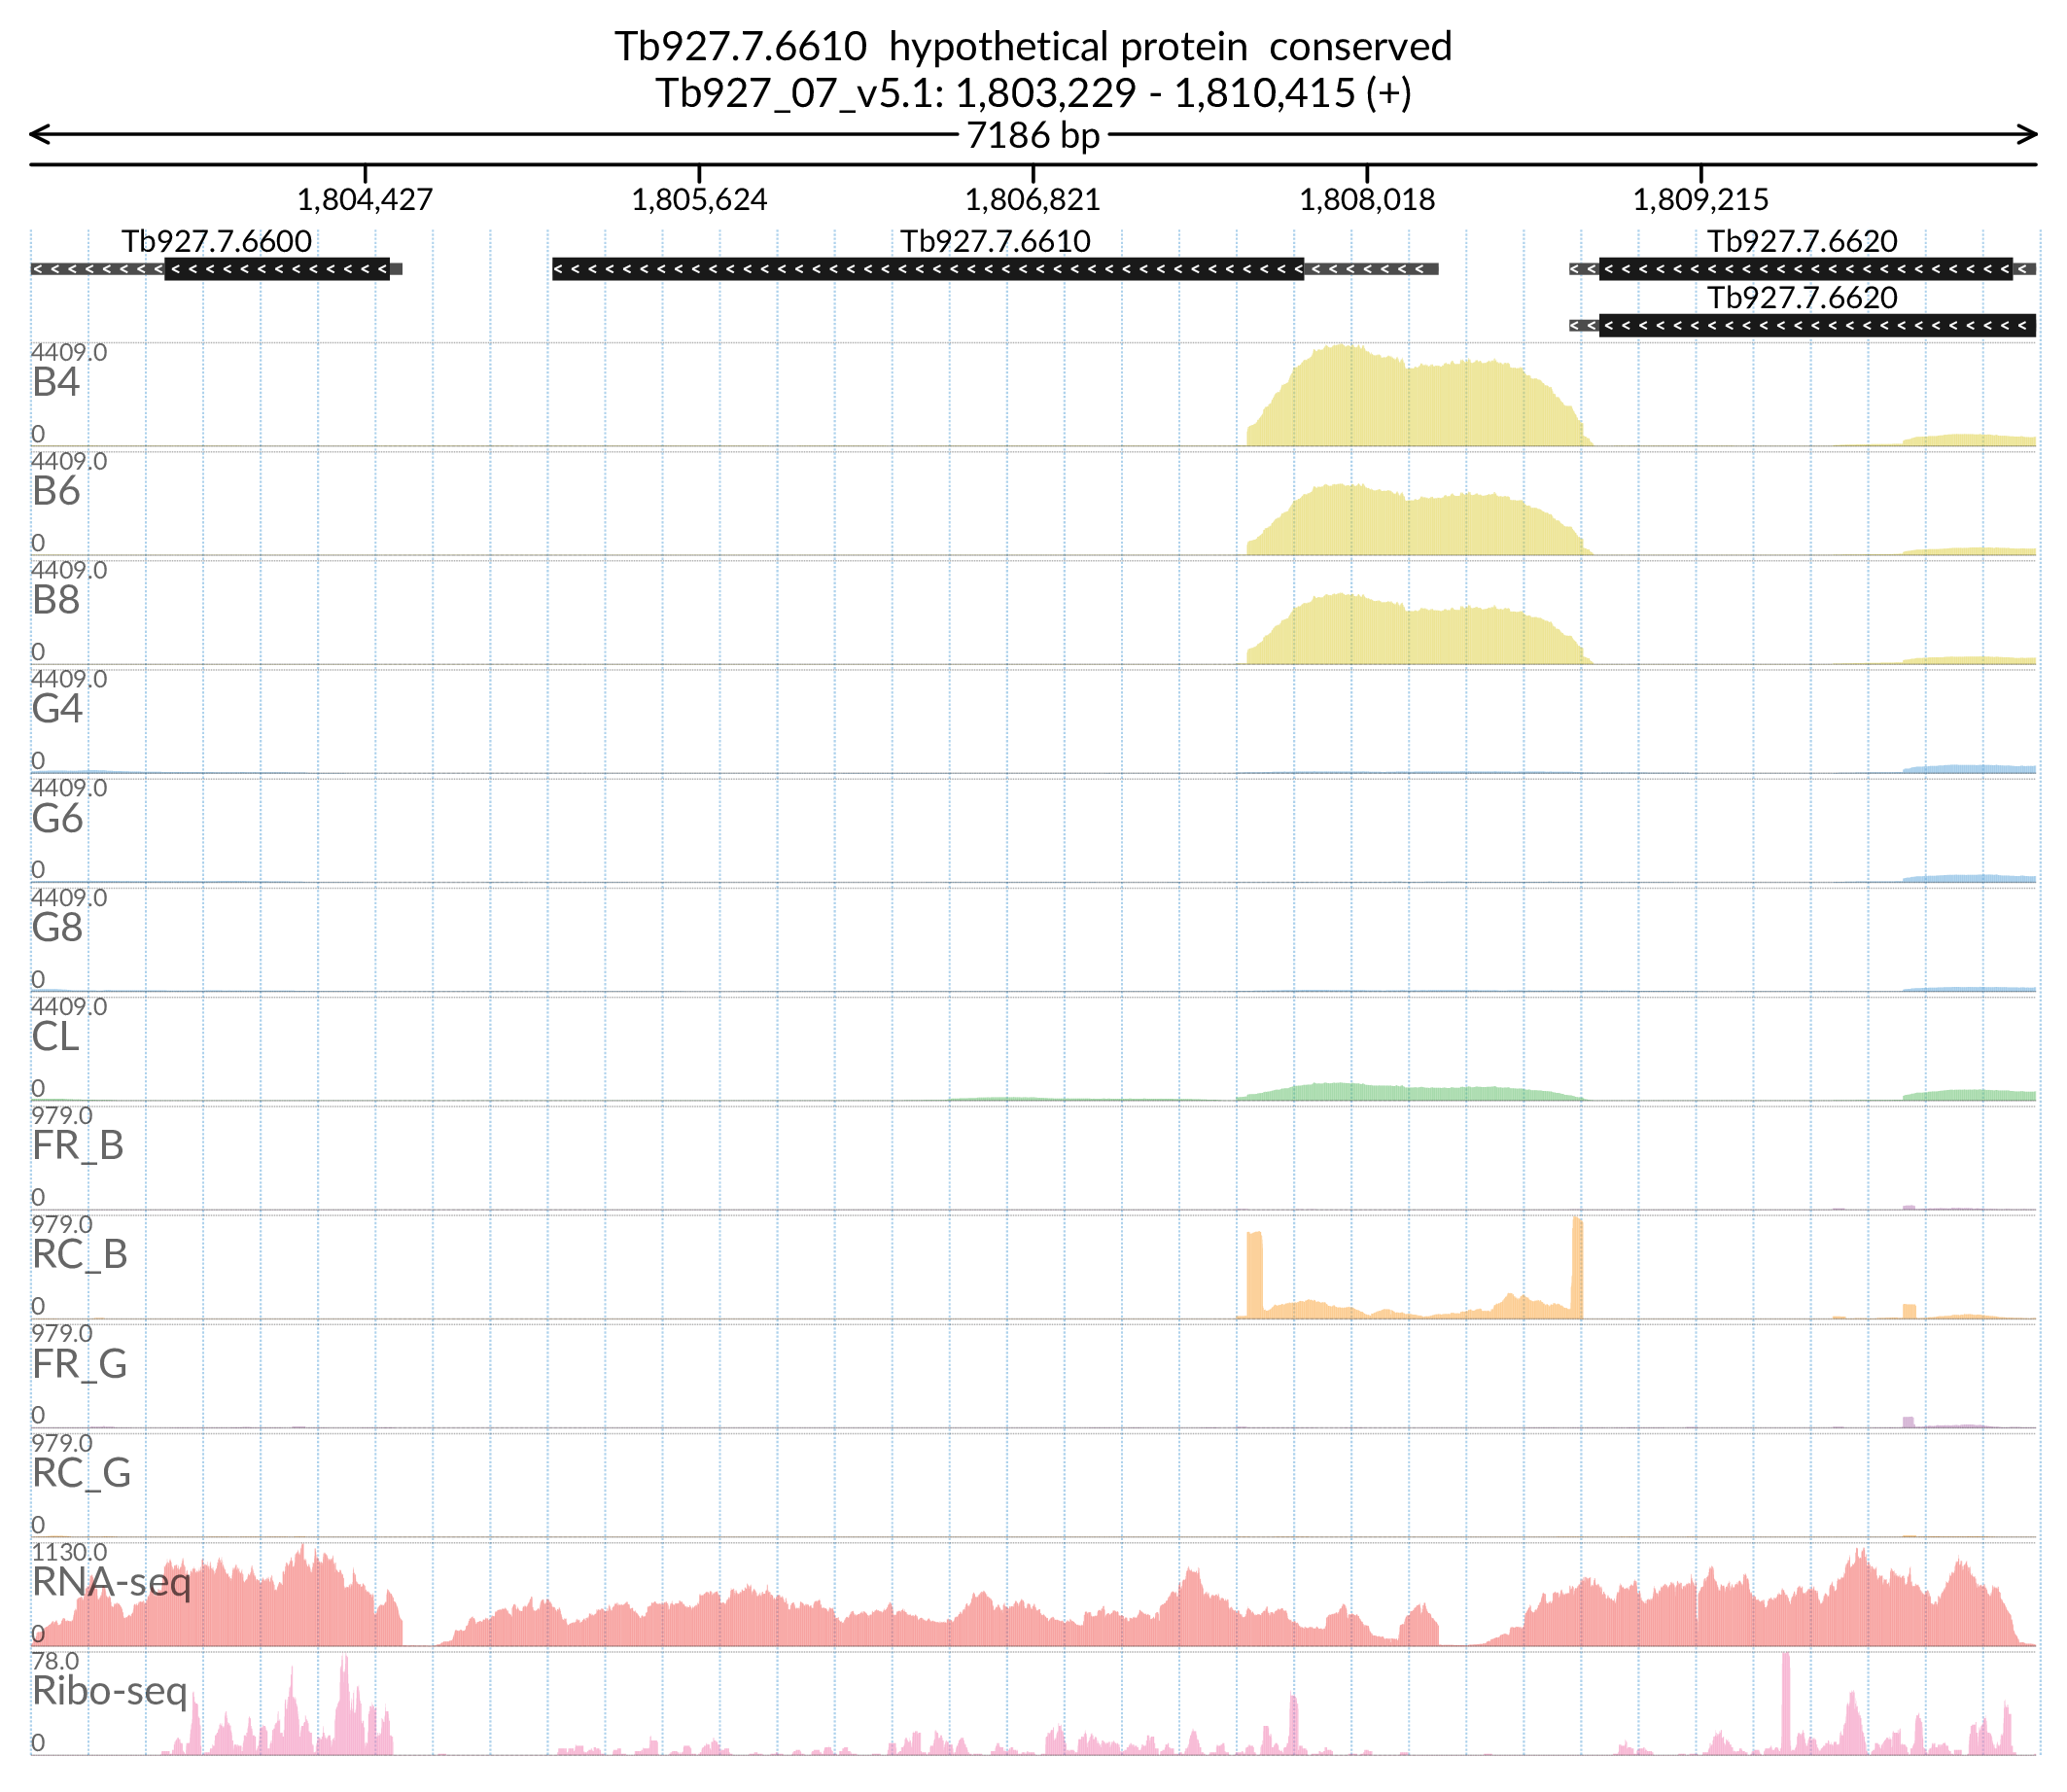 Tb927.7.6610  hypothetical protein  conserved
Tb927_07_v5.1: 1,803,229 - 1,810,415 (+)
7186 bp
1,804,427 1,805,624 1,806,821 1,808,018 1,809,215
Tb927.7.6600 Tb927.7.6610 Tb927.7.6620
Tb927.7.6620
4409.0
B4
0
4409.0
B6
0
4409.0
B8
0
4409.0
G4
0
4409.0
G6
0
4409.0
G8
0
4409.0
CL
0
979.0
FR_B
0
979.0
RC_B
0
979.0
FR_G
0
979.0
RC_G
0
1130.0
RNA-seq
0
78.0
Ribo-seq
0